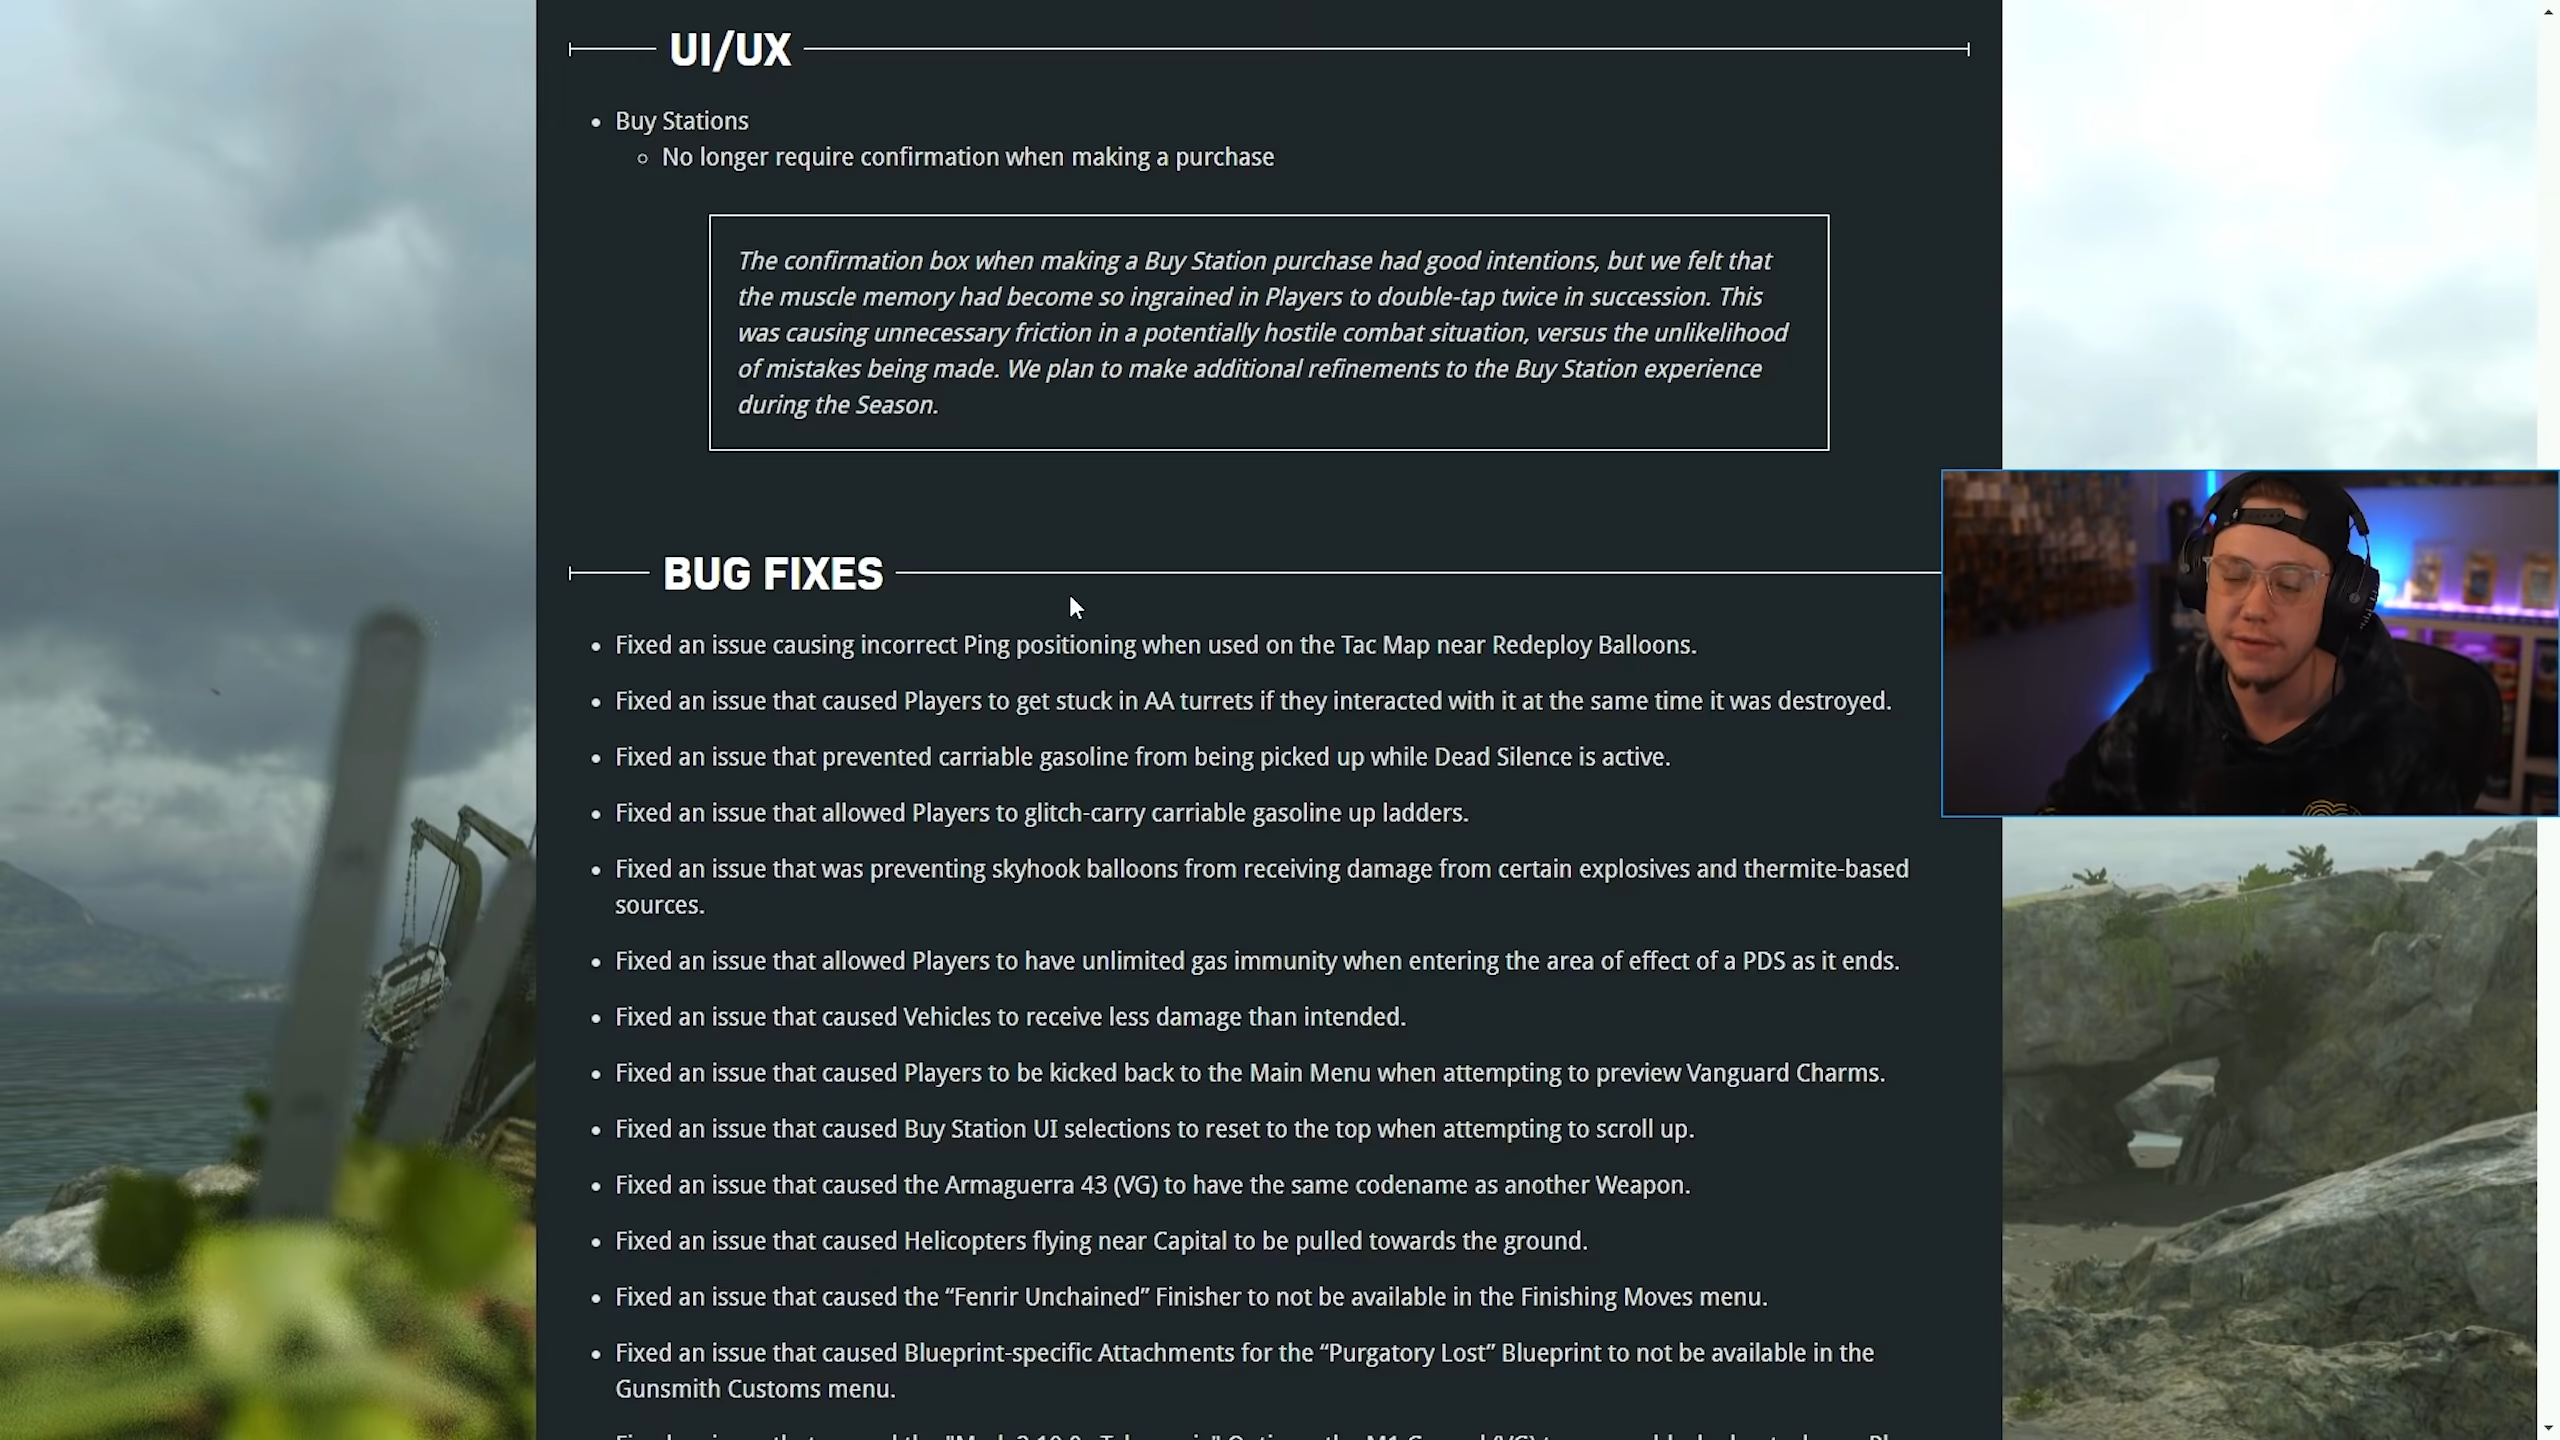 UI/UX
Buy Stations
No longer require confirmation when making a purchase
The confirmation box when making a Buy Station purchase had good intentions, but we felt that
the muscle memory had become so ingrained in Players to double-tap twice in succession. This
was causing unnecessary friction in a potentially hostile combat situation, versus the unlikelihood
of mistakes being made. We plan to make additional refinements to the Buy Station experience
during the Season.
BUG FIXES
Fixed an issue causing incorrect Ping positioning when used on the Tac Map near Redeploy Balloons.
Fixed an issue that caused Players to get stuck in AA turrets if they interacted with it at the same time it was destroyed.
Fixed an issue that prevented carriable gasoline from being picked up while Dead Silence is active.
Fixed an issue that allowed Players to glitch-carry carriable gasoline up ladders.
Fixed an issue that was preventing skyhook balloons from receiving damage from certain explosives and thermite-based
sources.
Fixed an issue that allowed Players to have unlimited gas immunity when entering the area of effect of a PDS as it ends.
Fixed an issue that caused Vehicles to receive less damage than intended.
Fixed an issue that caused Players to be kicked back to the Main Menu when attempting to preview Vanguard Charms.
Fixed an issue that caused Buy Station UI selections to reset to the top when attempting to scroll up.
Fixed an issue that caused the Armaguerra 43 (VG) to have the same codename as another Weapon.
Fixed an issue that caused Helicopters flying near Capital to be pulled towards the ground.
Fixed an issue that caused the “Fenrir Unchained” Finisher to not be available in the Finishing Moves menu.
Fixed an issue that caused Blueprint-specific Attachments for the “Purgatory Lost” Blueprint to not be available in the
Gunsmith Customs menu.